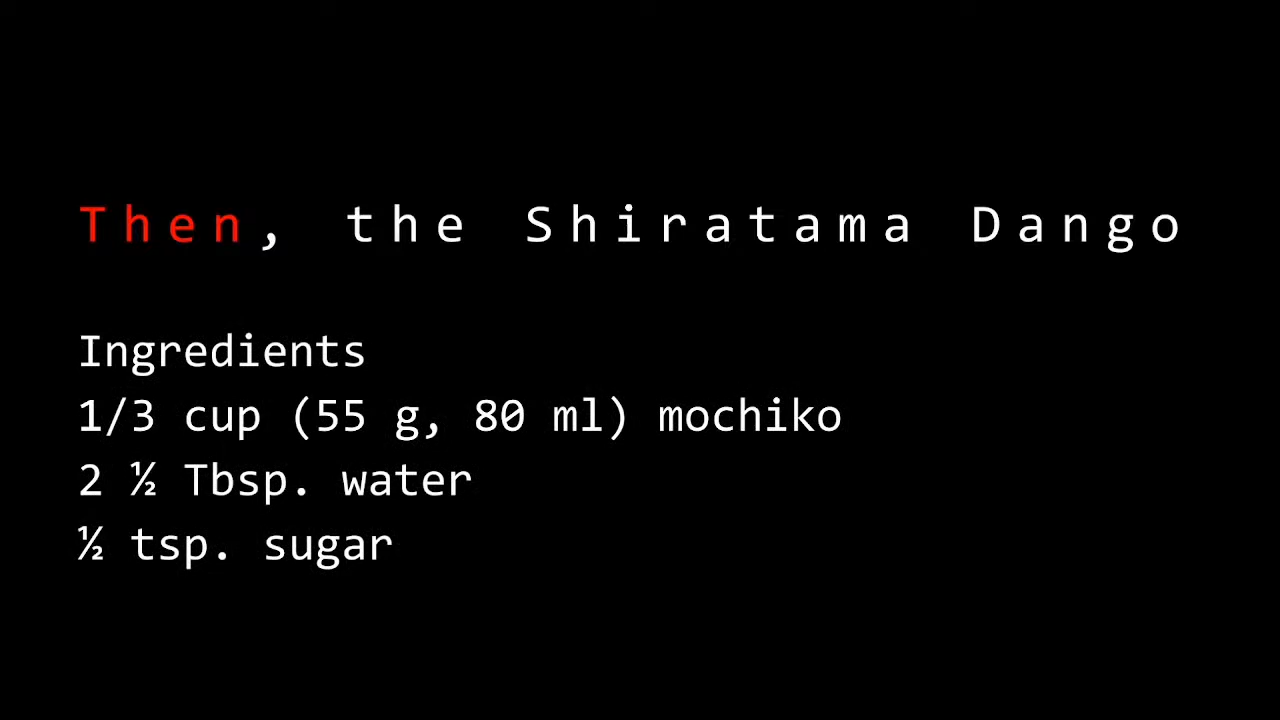 Then, the Shiratama Dango
Ingredients
1/3 cup (55 g, 80 ml) mochiko
2 ½ Tbsp. water
½ tsp. sugar